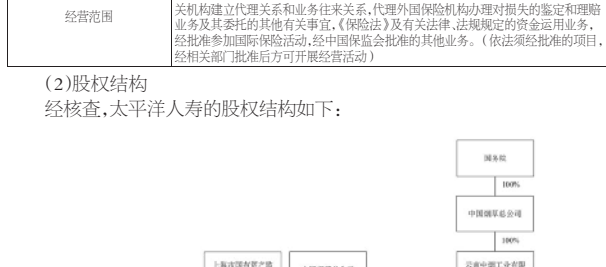 经营范围
关机构建立代理关系和业务往来关系,代理外国保险机构办理对损失的鉴定和理赔
业务及其委托的其他有关事宜,《保险法》及有关法律、法规规定的资金运用业务,
经批准参加国际保险活动,经中国保监会批准的其他业务。(依法须经批准的项目,
经相关部门批准后方可开展经营活动)
(2)股权结构
经核查,太平洋人寿的股权结构如下:
国务院
100%
中国烟草总公司
100%